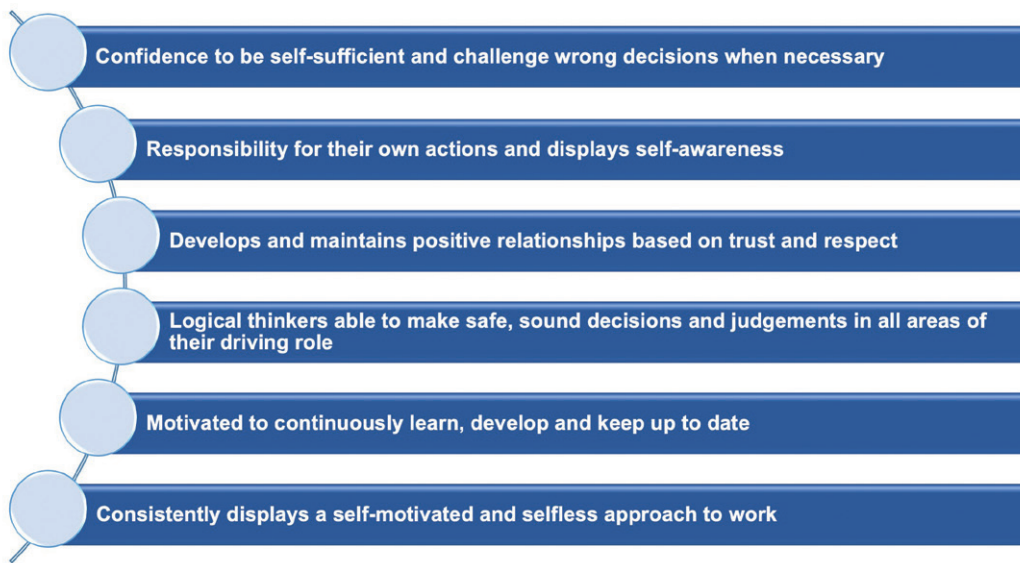 Confidence to be self-sufficient and challenge wrong decisions when necessary
Responsibility for their own actions and displays self-awareness
Develops and maintains positive relationships based on trust and respect
Logical thinkers able to make safe, sound decisions and judgements in all areas of
their driving role
Motivated to continuously learn, develop and keep up to date
Consistently displays a self-motivated and selfless approach to work